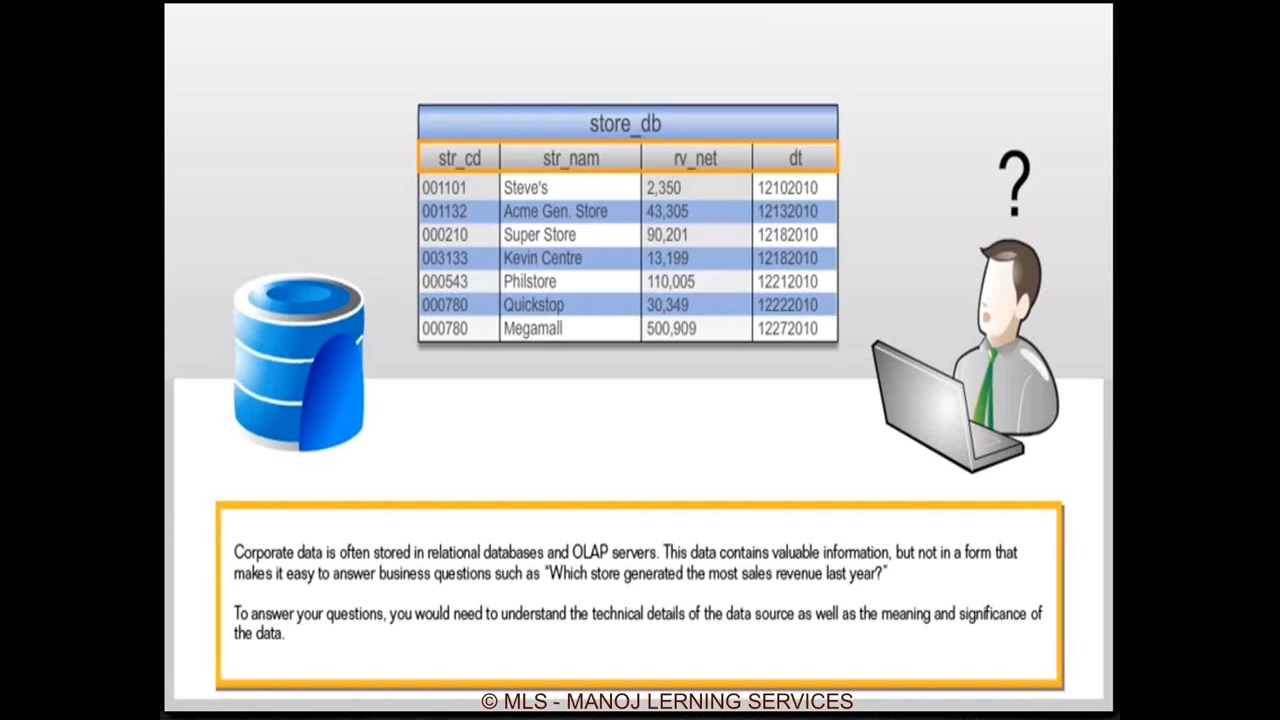 store_db
str_cd str_nam rv_net dt
001101 Steve's 2,350 12102010
001132 Acme Gen. Store 43,305 12132010
000210 Super Store 90,201 12182010
003133 Kevin Centre 13,199 12182010
000543 Philstore 110,005 12212010
000780 Quickstop 30,349 12222010
000780 Megamall 500,909 12272010
?
Corporate data is often stored in relational databases and OLAP servers. This data contains valuable information, but not in a form that
makes it easy to answer business questions such as "Which store generated the most sales revenue last year?"
To answer your questions, you would need to understand the technical details of the data source as well as the meaning and significance of
the data.
© MLS - MANOJ LERNING SERVICES